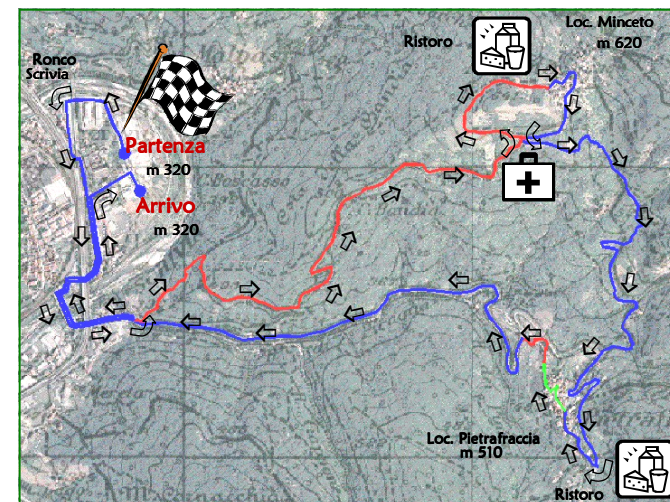 Loc. Minceto
m 620
Ristoro
Ronco
Scrivia
Partenza
m 320
Arrivo
m 320
Loc. Pietrafraccia
m 510
Ristoro